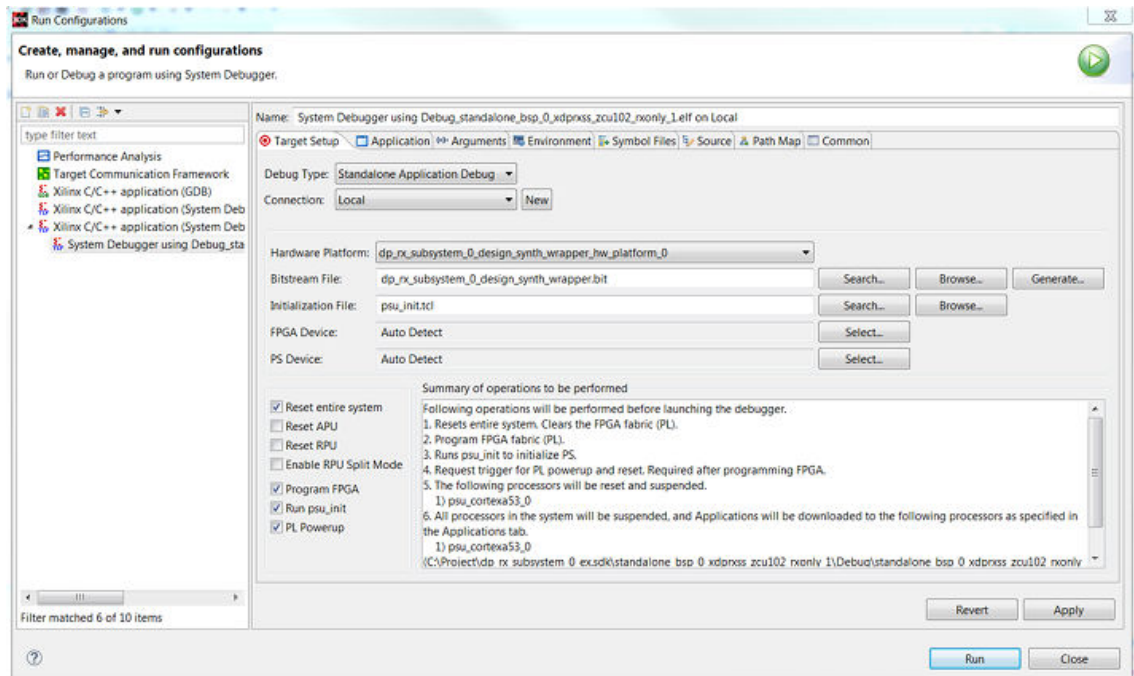 Run Configurations
Create, manage, and run configurations
Run or Debug a program using System Debugger.
type filter text
Performance Analysis
Target Communication Framework
Xilinx C/C++ application (GDB)
Xilinx C/C++ application (System Deb
Xilinx C/C++ application (System Deb
System Debugger using Debug_sta
Filter matched 6 of 10 items
Name: System Debugger using Debug_standalone_bsp_0_xdprxss_zcu102_rxonly_1.elf on Local
Target Setup Application Arguments Environment Symbol Files Source Path Map Common
Debug Type: Standalone Application Debug
Connection: Local New
Hardware Platform: dp_rx_subsystem_0_design_synth_wrapper_hw_platform_0
Bitstream File: dp_rx_subsystem_0_design_synth_wrapper.bit Search... Browse... Generate...
Initialization File: psu_init.tcl Search... Browse...
FPGA Device: Auto Detect Select...
PS Device: Auto Detect Select...
Reset entire system
Reset APU
Reset RPU
Enable RPU Split Mode
Program FPGA
Run psu_init
PL Powerup
Summary of operations to be performed
Following operations will be performed before launching the debugger.
1. Resets entire system. Clears the FPGA fabric (PL).
2. Program FPGA fabric (PL).
3. Runs psu_init to initialize PS.
4. Request trigger for PL powerup and reset. Required after programming FPGA.
5. The following processors will be reset and suspended.
1) psu_cortexa53_0
6. All processors in the system will be suspended, and Applications will be downloaded to the following processors as specified in
the Applications tab.
1) psu_cortexa53_0
(C:\Project\dp_rx_subsystem_0_ex.sdk\standalone_bsp_0_xdprxss_zcu102_rxonly_1\Debug\standalone_bsp_0_xdprxss_zcu102_rxonly
Revert Apply
Run Close